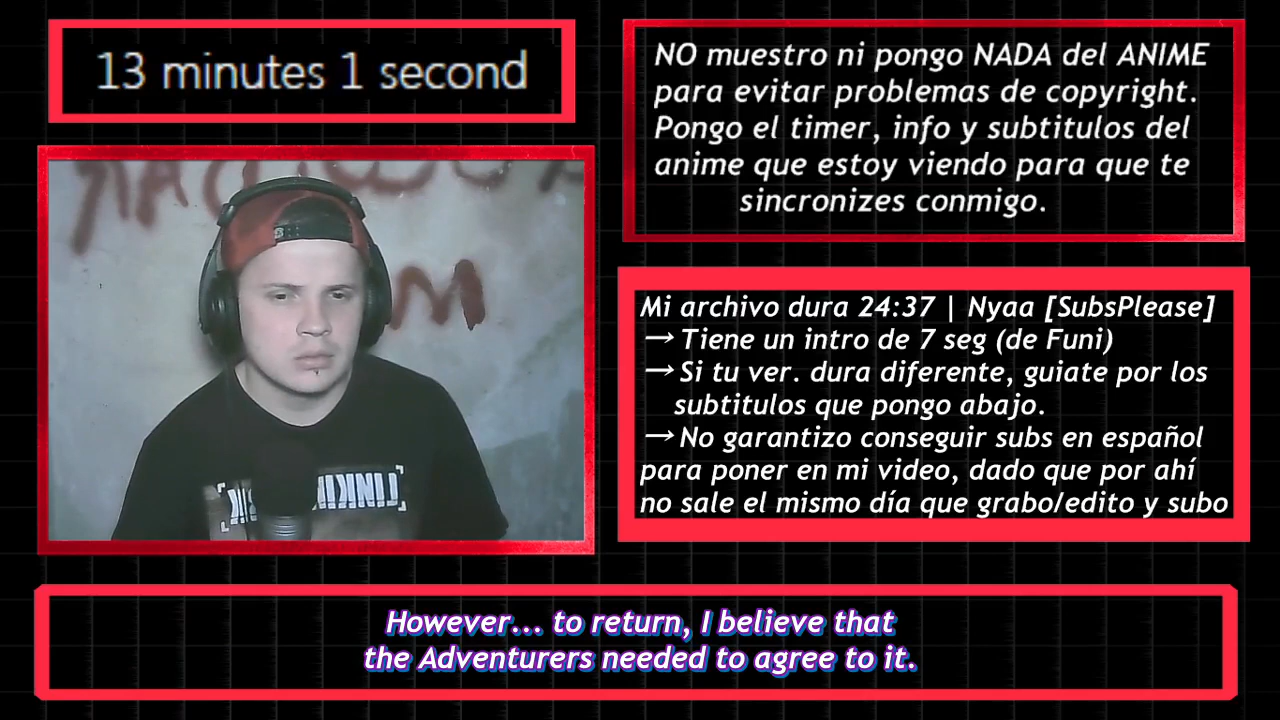 13 minutes 1 second
NO muestro ni pongo NADA del ANIME
para evitar problemas de copyright.
Pongo el timer, info y subtitulos del
anime que estoy viendo para que te
sincronizes conmigo.
Mi archivo dura 24:37 | Nyaa [SubsPlease]
→ Tiene un intro de 7 seg (de Funi)
→ Si tu ver. dura diferente, guiate por los
subtitulos que pongo abajo.
→ No garantizo conseguir subs en español
para poner en mi video, dado que por ahí
no sale el mismo día que grabo/edito y subo
However... to return, I believe that
the Adventurers needed to agree to it.